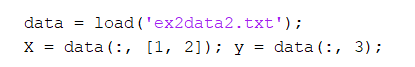 data = load('ex2data2.txt');
X = data(:, [1, 2]); y = data(:, 3);